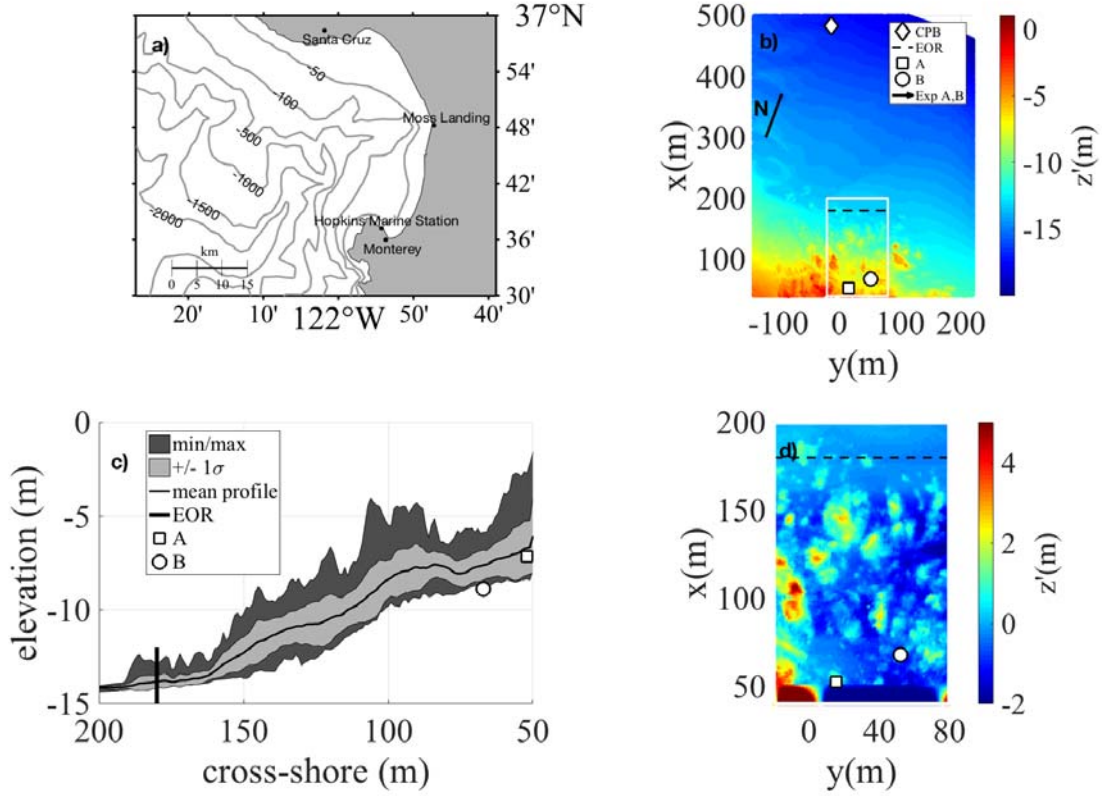 a)
37°N
54'
48'
42'
36'
30'
Santa Cruz
-50
-100
Moss Landing
-500
-1000
-1500
-2000
Hopkins Marine Station
Monterey
km
0 5 10 15
20' 10' 122°W 50' 40'
b)
500
400
300
200
100
x(m)
N
CPB
EOR
A
B
Exp A,B
-100 0 100 200
y(m)
0
-5
-10
-15
z'(m)
c)
0
-5
-10
-15
elevation (m)
min/max
+/- 1σ
mean profile
EOR
A
B
200 150 100 50
cross-shore (m)
d)
200
150
100
50
x(m)
0 40 80
y(m)
4
2
0
-2
z'(m)